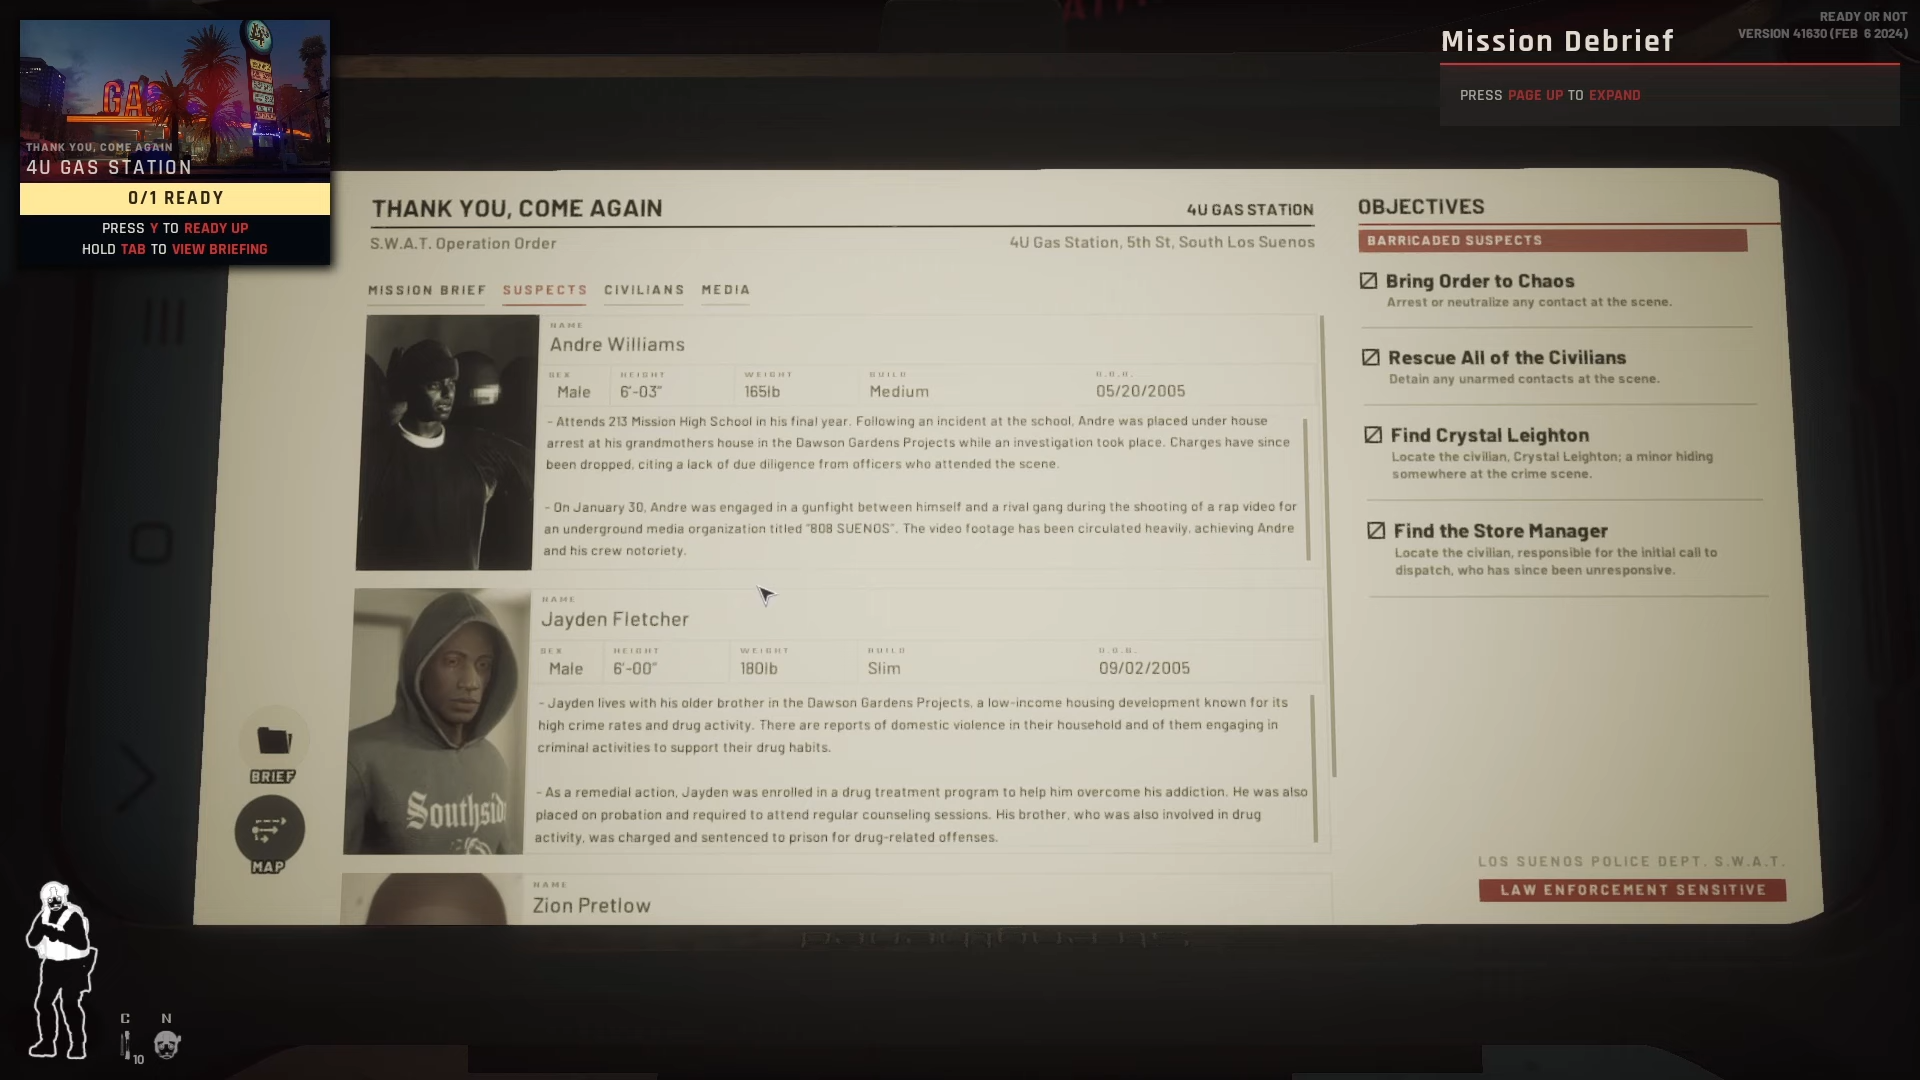 THANK YOU, COME AGAIN
4U GAS STATION
0/1 READY
PRESS Y TO READY UP
HOLD TAB TO VIEW BRIEFING
READY OR NOT
VERSION 41630 (FEB 6 2024)
Mission Debrief
PRESS PAGE UP TO EXPAND
THANK YOU, COME AGAIN
4U GAS STATION
S.W.A.T. Operation Order
4U Gas Station, 5th St, South Los Suenos
MISSION BRIEF SUSPECTS CIVILIANS MEDIA
NAME
Andre Williams
SEX HEIGHT WEIGHT BUILD D.O.B.
Male 6'-03" 165lb Medium 05/20/2005
- Attends 213 Mission High School in his final year. Following an incident at the school, Andre was placed under house
arrest at his grandmothers house in the Dawson Gardens Projects while an investigation took place. Charges have since
been dropped, citing a lack of due diligence from officers who attended the scene.
- On January 30, Andre was engaged in a gunfight between himself and a rival gang during the shooting of a rap video for
an underground media organization titled "808 SUENOS". The video footage has been circulated heavily, achieving Andre
and his crew notoriety.
NAME
Jayden Fletcher
SEX HEIGHT WEIGHT BUILD D.O.B.
Male 6'-00" 180lb Slim 09/02/2005
- Jayden lives with his older brother in the Dawson Gardens Projects, a low-income housing development known for its
high crime rates and drug activity. There are reports of domestic violence in their household and of them engaging in
criminal activities to support their drug habits.
- As a remedial action, Jayden was enrolled in a drug treatment program to help him overcome his addiction. He was also
placed on probation and required to attend regular counseling sessions. His brother, who was also involved in drug
activity, was charged and sentenced to prison for drug-related offenses.
NAME
Zion Pretlow
Southside
OBJECTIVES
BARRICADED SUSPECTS
Bring Order to Chaos
Arrest or neutralize any contact at the scene.
Rescue All of the Civilians
Detain any unarmed contacts at the scene.
Find Crystal Leighton
Locate the civilian, Crystal Leighton; a minor hiding
somewhere at the crime scene.
Find the Store Manager
Locate the civilian, responsible for the initial call to
dispatch, who has since been unresponsive.
LOS SUENOS POLICE DEPT. S.W.A.T.
LAW ENFORCEMENT SENSITIVE
BRIEF
MAP
C N
10